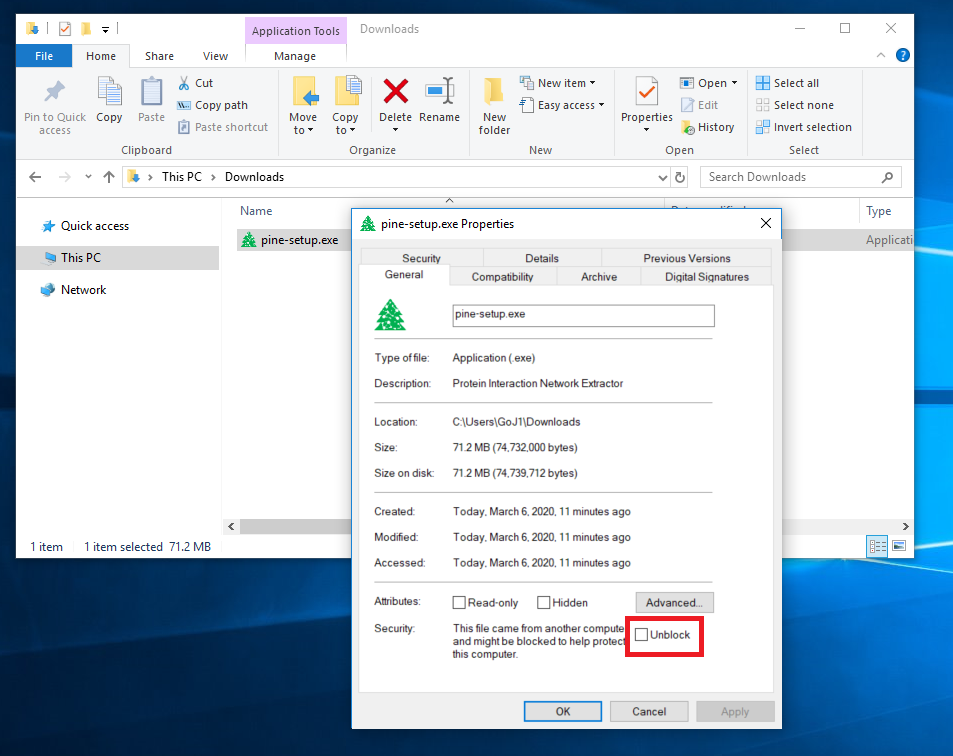 Application Tools
Downloads
File
Home
Share
View
Manage
Pin to Quick
access
Copy
Paste
Cut
Copy path
Paste shortcut
Clipboard
Move
to
Copy
to
Delete
Rename
Organize
New
folder
New item
Easy access
New
Properties
Open
Edit
History
Open
Select all
Select none
Invert selection
Select
This PC
Downloads
Search Downloads
Quick access
This PC
Network
Name
Type
pine-setup.exe
Applicati
pine-setup.exe Properties
Security
Details
Previous Versions
General
Compatibility
Archive
Digital Signatures
pine-setup.exe
Type of file: Application (.exe)
Description: Protein Interaction Network Extractor
Location: C:\Users\GoJ1\Downloads
Size: 71.2 MB (74,732,000 bytes)
Size on disk: 71.2 MB (74,739,712 bytes)
Created: Today, March 6, 2020, 11 minutes ago
Modified: Today, March 6, 2020, 11 minutes ago
Accessed: Today, March 6, 2020, 11 minutes ago
Attributes: Read-only Hidden Advanced...
Security: This file came from another compute
and might be blocked to help protect
this computer.
Unblock
OK
Cancel
Apply
1 item
1 item selected 71.2 MB